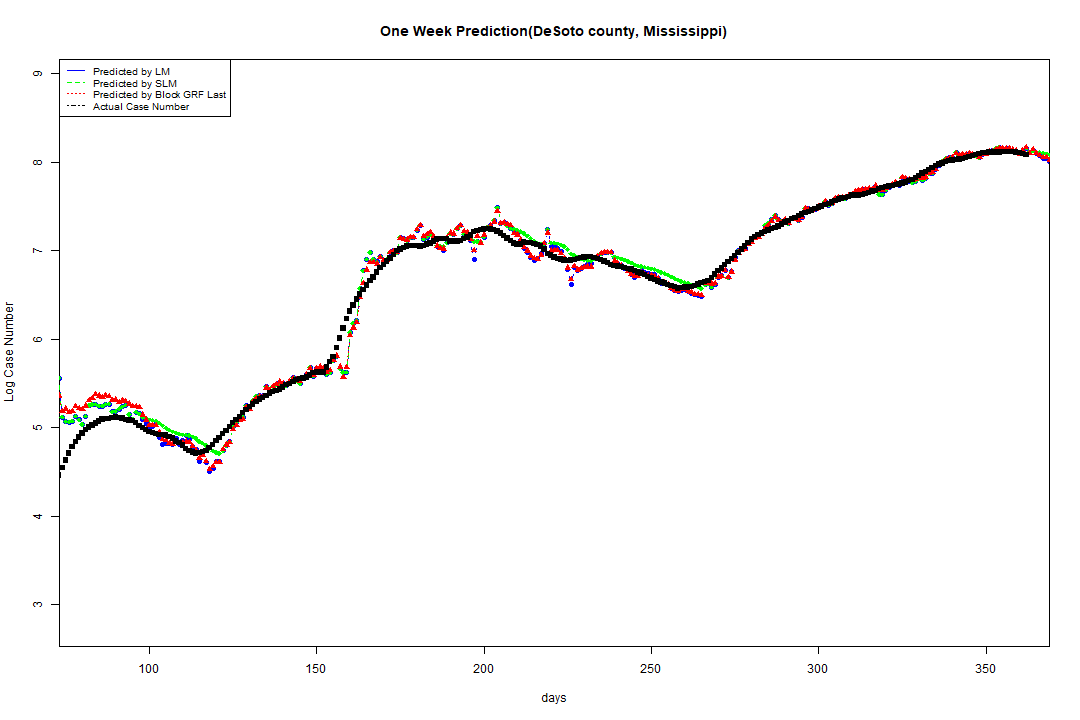 One Week Prediction(DeSoto county, Mississippi)
Predicted by LM
Predicted by SLM
Predicted by Block GRF Last
Actual Case Number
9
8
7
6
5
4
3
Log Case Number
100 150 200 250 300 350
days